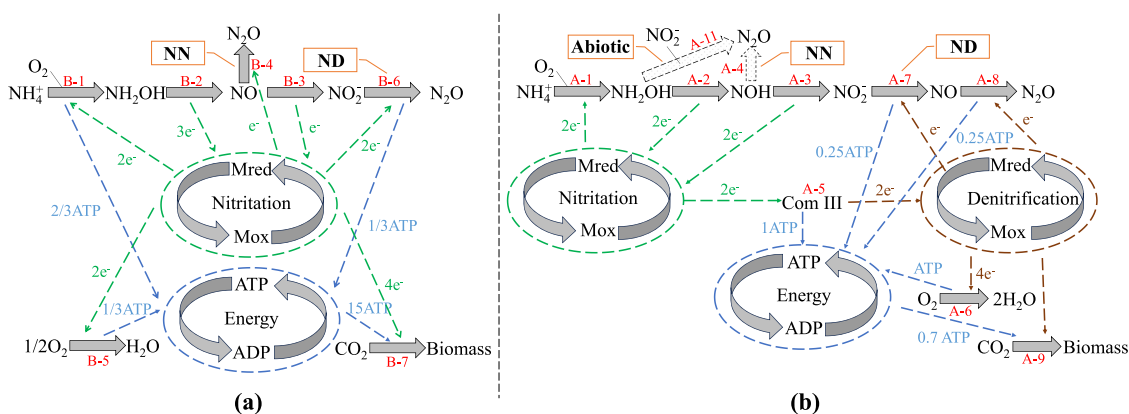 N₂O
NN
B-4
ND
O₂
B-1
B-2
B-3
B-6
NH₄⁺
NH₂OH
NO
NO₂⁻
N₂O
3e⁻
e⁻
e⁻
2e⁻
2e⁻
Mred
Nitritation
Mox
2/3ATP
1/3ATP
2e⁻
4e⁻
ATP
Energy
ADP
1/3ATP
15ATP
1/2O₂
B-5
H₂O
CO₂
B-7
Biomass
(a)
Abiotic
NO₂⁻
A-11
N₂O
NN
ND
O₂
A-1
A-2
A-4
A-3
A-7
A-8
NH₄⁺
NH₂OH
NOH
NO₂⁻
NO
N₂O
2e⁻
2e⁻
2e⁻
e⁻
e⁻
0.25ATP
0.25ATP
Mred
Nitritation
Mox
2e⁻
A-5
Com III
2e⁻
Mred
Denitrification
Mox
1ATP
ATP
Energy
ADP
ATP
4e⁻
O₂
A-6
2H₂O
0.7 ATP
CO₂
A-9
Biomass
(b)